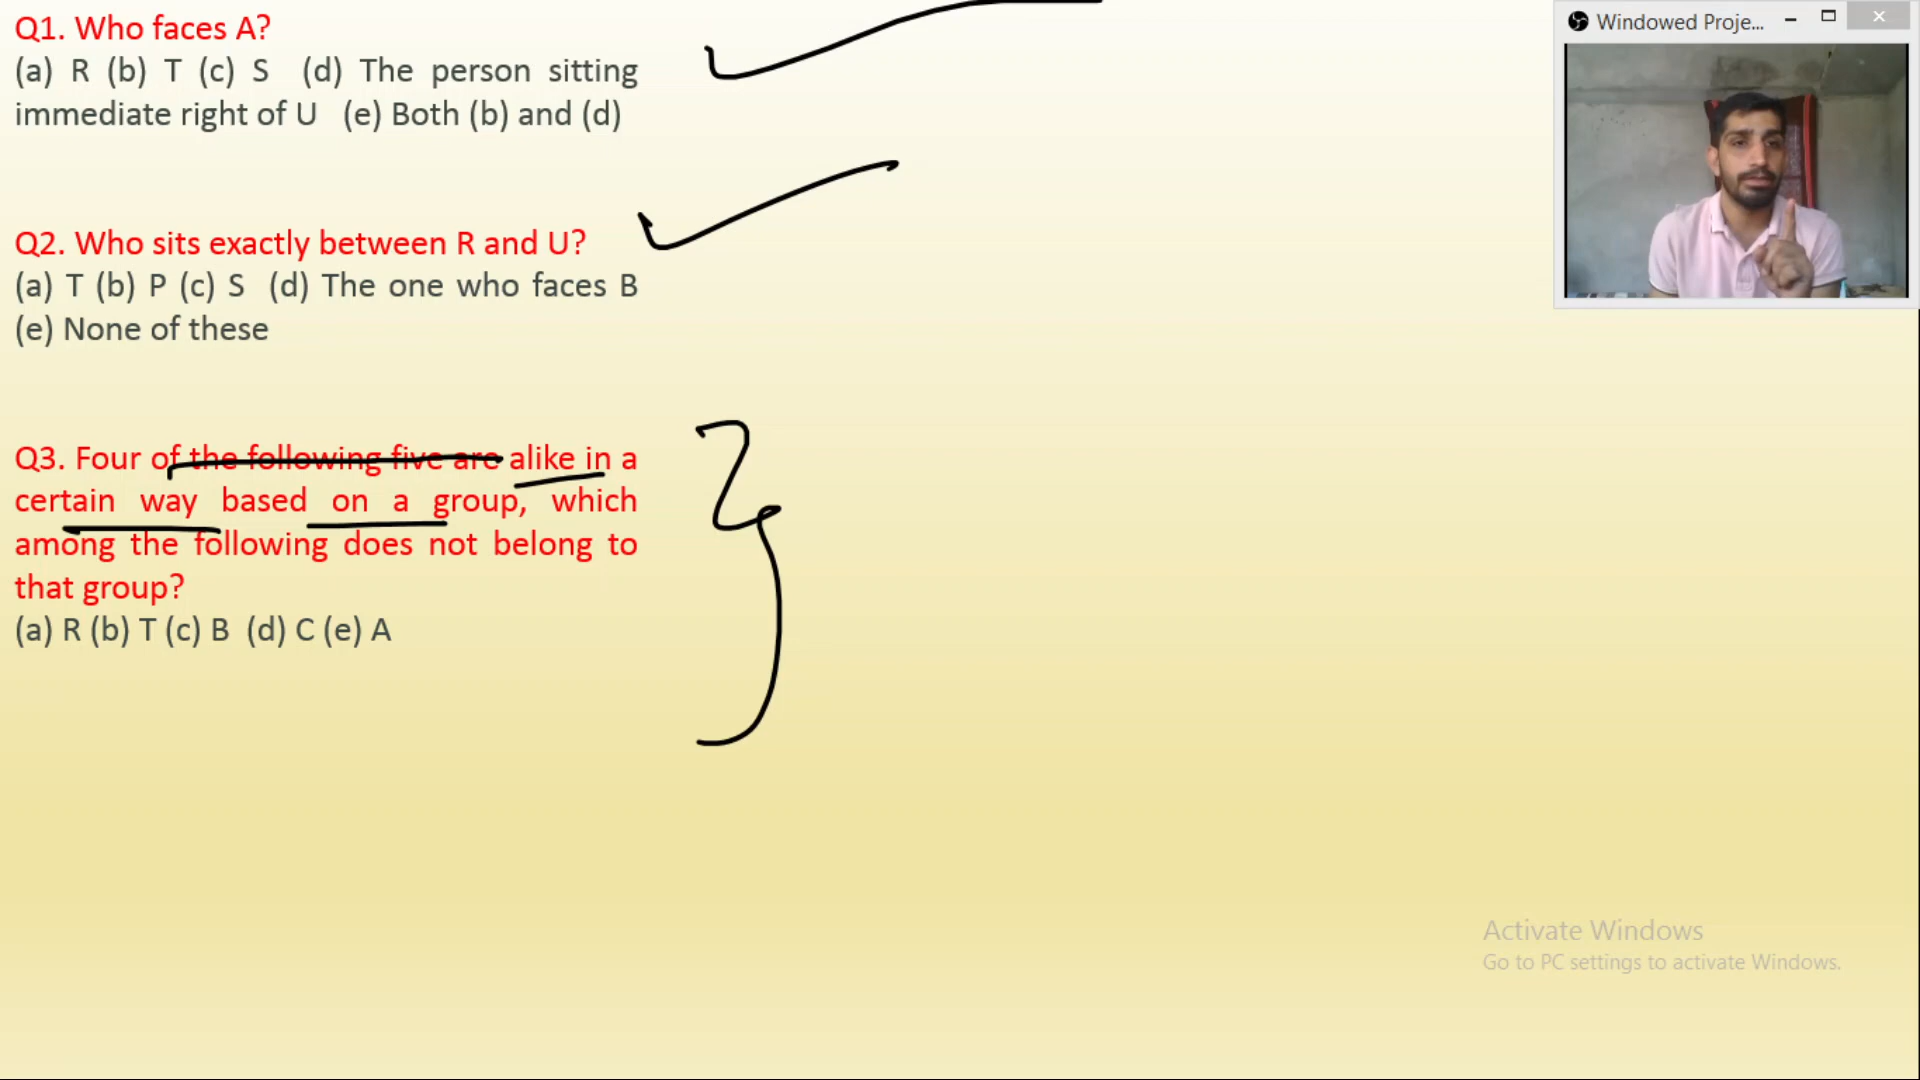 Q1. Who faces A?
(a) R (b) T (c) S (d) The person sitting
immediate right of U (e) Both (b) and (d)
Q2. Who sits exactly between R and U?
(a) T (b) P (c) S (d) The one who faces B
(e) None of these
Q3. Four of the following five are alike in a
certain way based on a group, which
among the following does not belong to
that group?
(a) R (b) T (c) B (d) C (e) A
Windowed Proje...
Activate Windows
Go to PC settings to activate Windows.